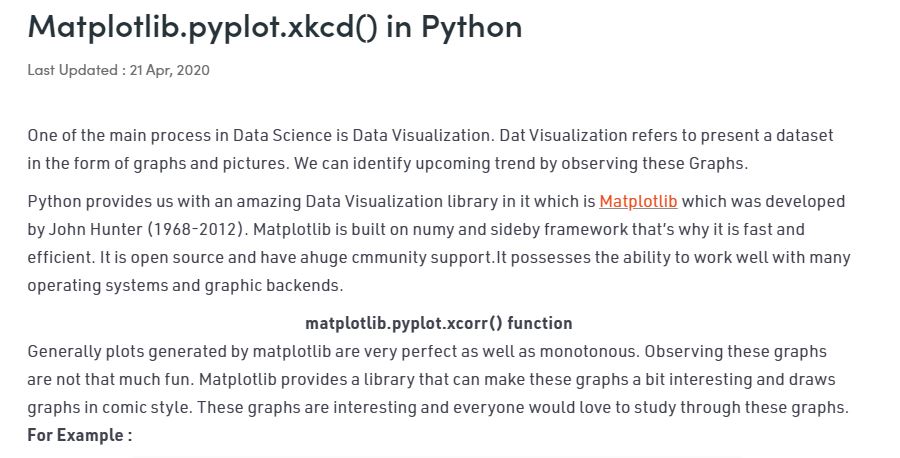 Matplotlib.pyplot.xkcd() in Python
Last Updated : 21 Apr, 2020
One of the main process in Data Science is Data Visualization. Dat Visualization refers to present a dataset
in the form of graphs and pictures. We can identify upcoming trend by observing these Graphs.
Python provides us with an amazing Data Visualization library in it which is Matplotlib which was developed
by John Hunter (1968-2012). Matplotlib is built on numy and sideby framework that's why it is fast and
efficient. It is open source and have ahuge cmmunity support.It possesses the ability to work well with many
operating systems and graphic backends.
matplotlib.pyplot.xcorr() function
Generally plots generated by matplotlib are very perfect as well as monotonous. Observing these graphs
are not that much fun. Matplotlib provides a library that can make these graphs a bit interesting and draws
graphs in comic style. These graphs are interesting and everyone would love to study through these graphs.
For Example :